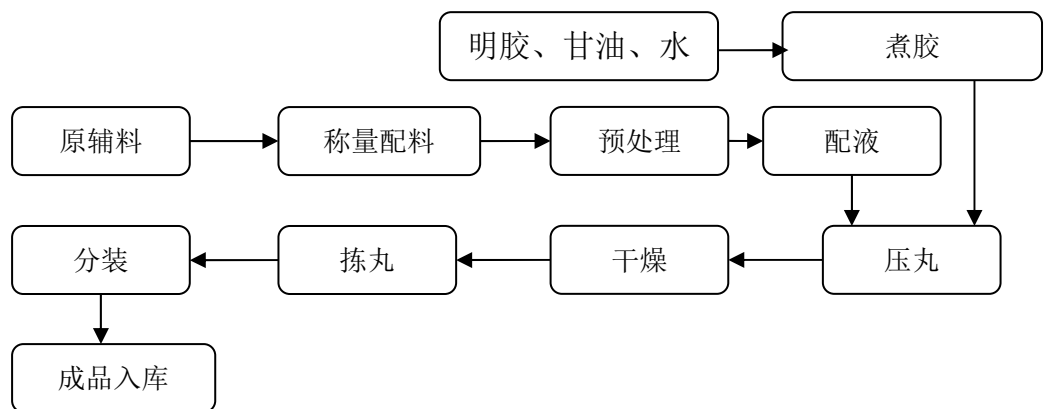 明胶、甘油、水
煮胶
原辅料
称量配料
预处理
配液
分装
拣丸
干燥
压丸
成品入库